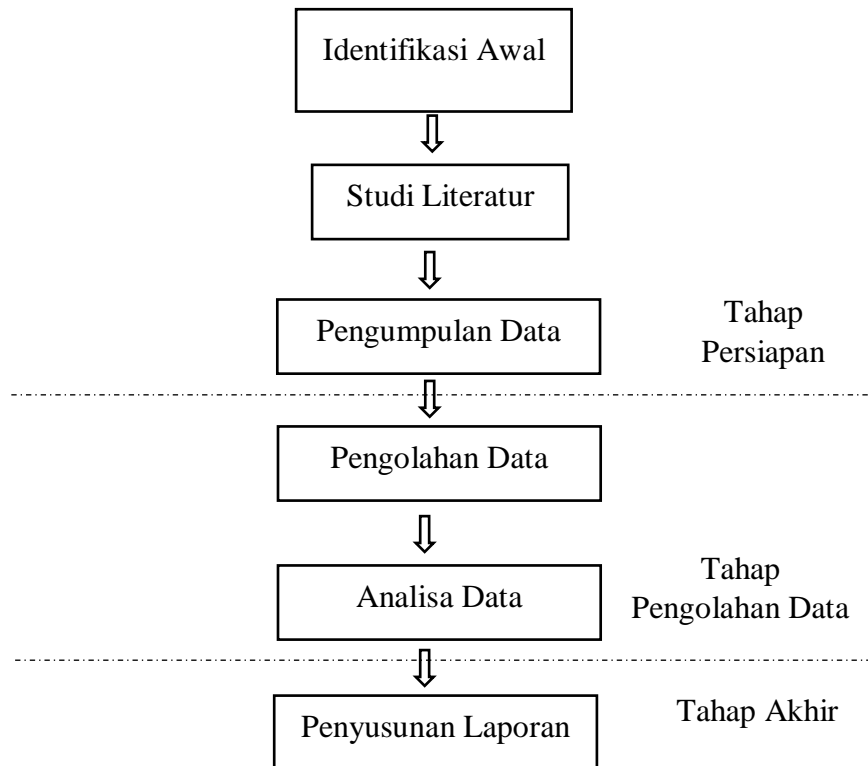 Identifikasi Awal
Studi Literatur
Pengumpulan Data
Tahap
Persiapan
Pengolahan Data
Analisa Data
Tahap
Pengolahan Data
Penyusunan Laporan
Tahap Akhir